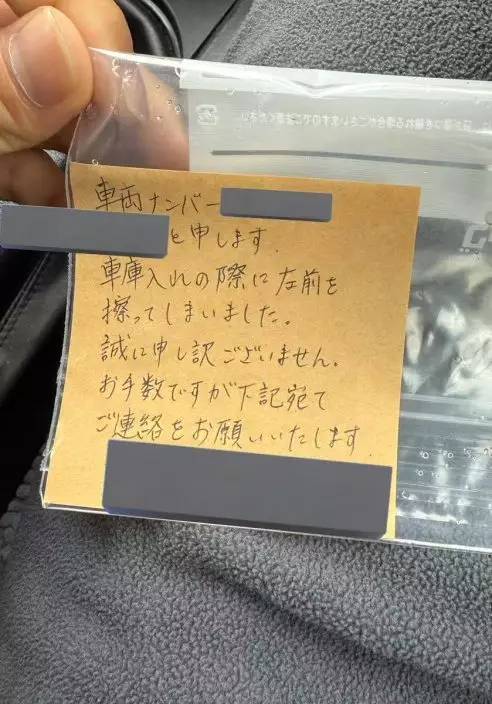 車両ナンバー
と申します.
車庫入れの際に左前を
擦ってしまいました。
誠に申し訳ございません.
お手数ですが下記宛て
ご連絡をお願いいたします.